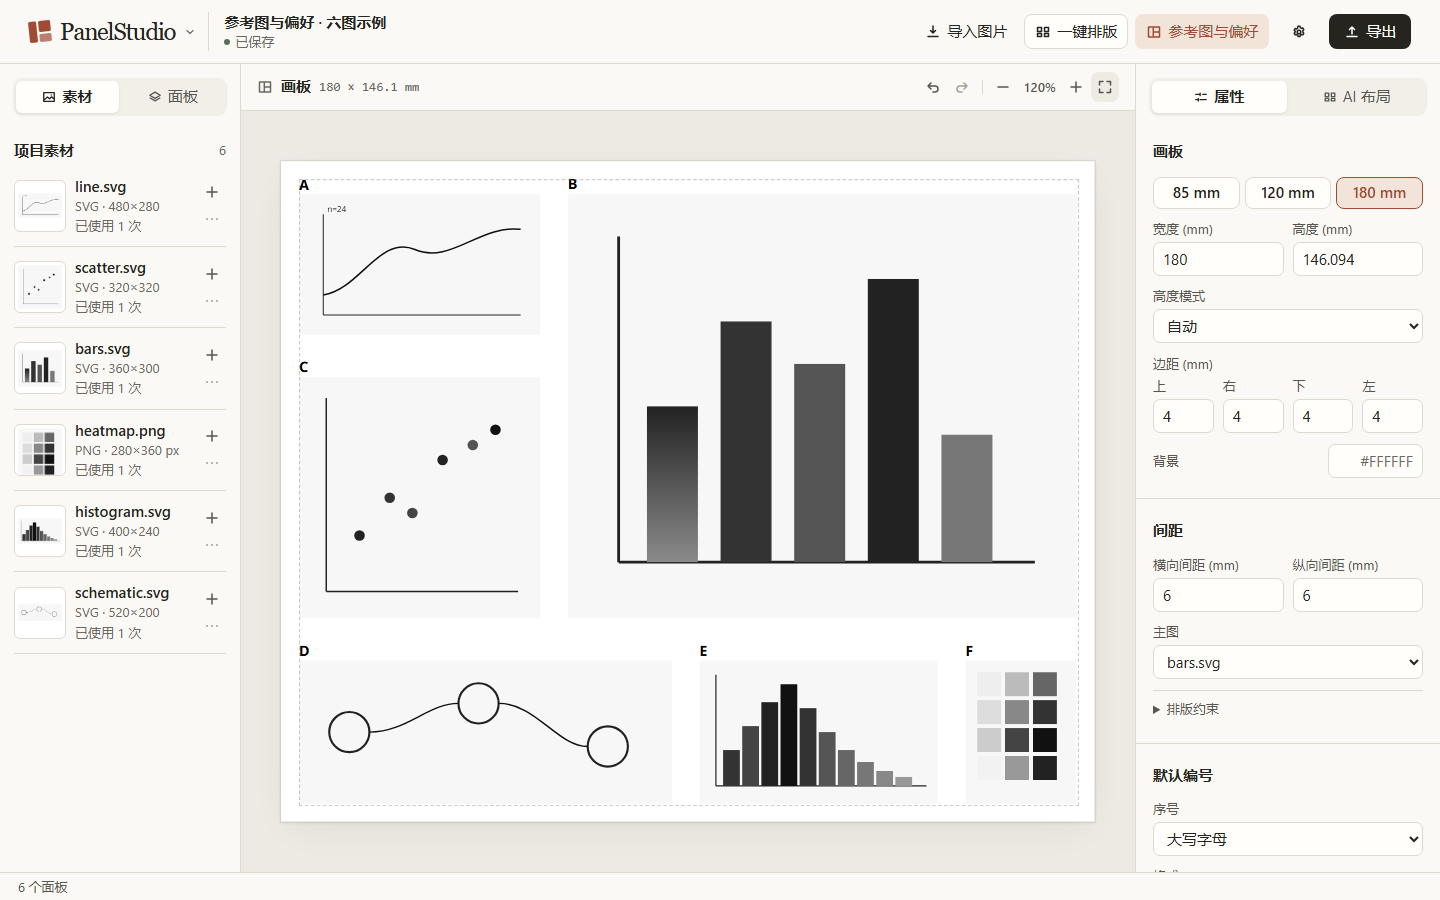 PanelStudio
参考图与偏好 · 六图示例
已保存
导入图片
一键排版
参考图与偏好
导出
素材
面板
项目素材
6
line.svg
SVG · 480×280
已使用 1 次
scatter.svg
SVG · 320×320
已使用 1 次
bars.svg
SVG · 360×300
已使用 1 次
heatmap.png
PNG · 280×360 px
已使用 1 次
histogram.svg
SVG · 400×240
已使用 1 次
schematic.svg
SVG · 520×200
已使用 1 次
画板 180 × 146.1 mm
120%
A
n=24
B
C
D
E
F
属性
AI 布局
画板
85 mm
120 mm
180 mm
宽度 (mm)
高度 (mm)
180
146.094
高度模式
自动
边距 (mm)
上
右
下
左
4
4
4
4
背景
#FFFFFF
间距
横向间距 (mm)
纵向间距 (mm)
6
6
主图
bars.svg
排版约束
默认编号
序号
大写字母
6 个面板